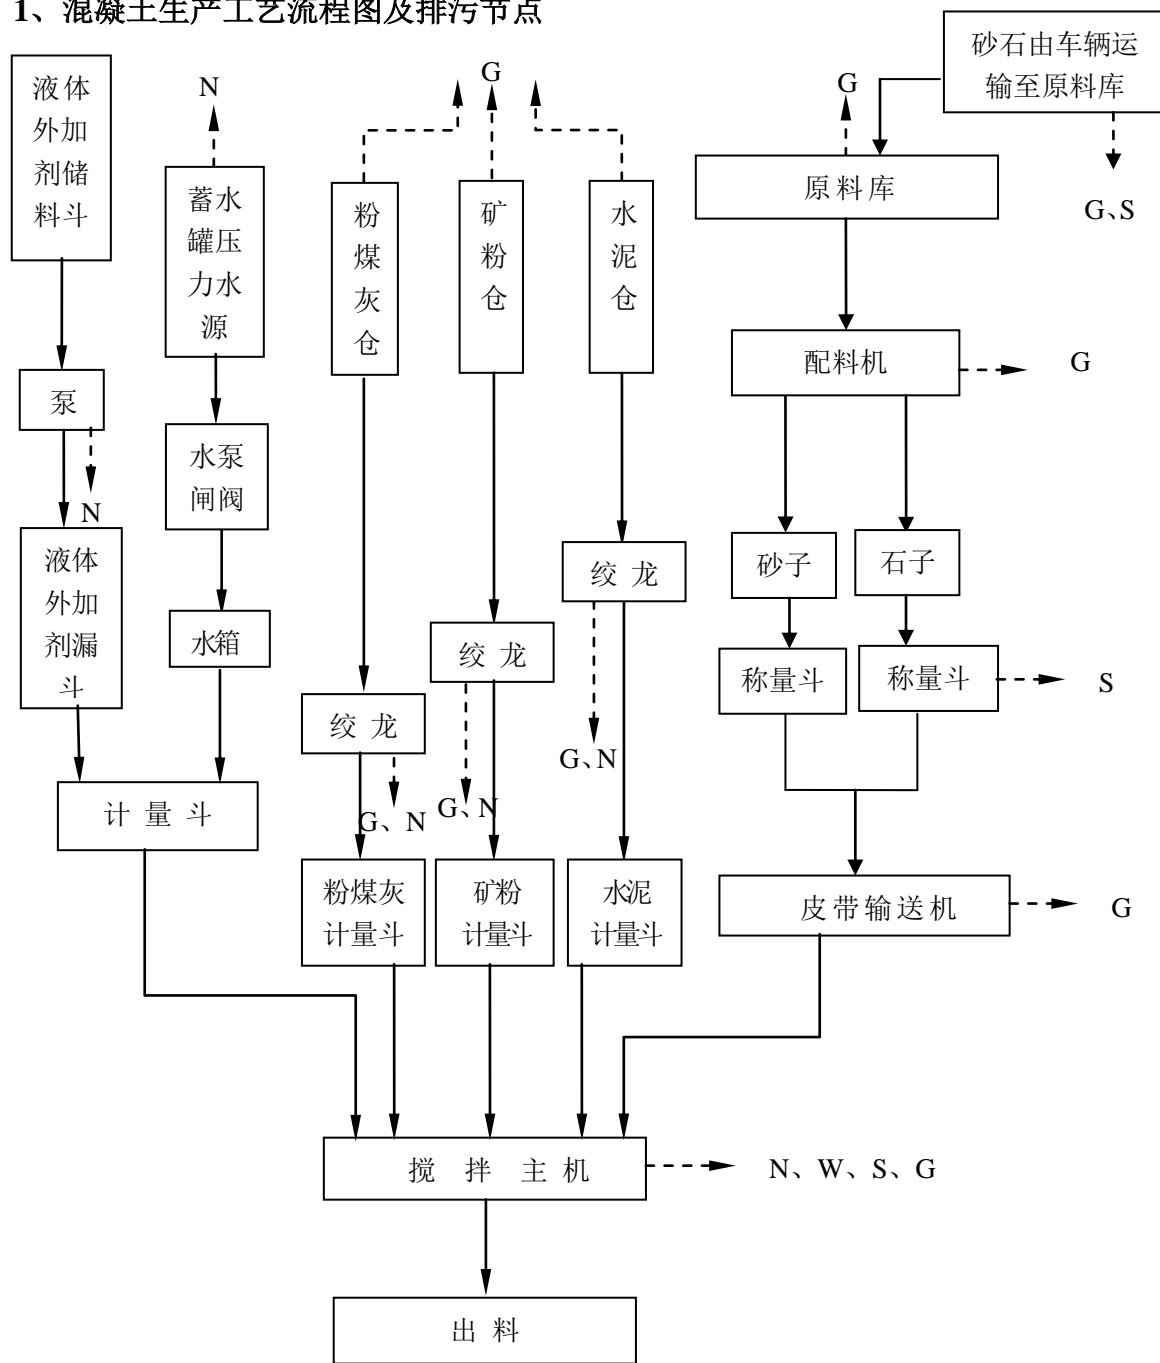 1、混凝土生产工艺流程图及排污节点
砂石由车辆运
输至原料库
液体
外加
剂储
料斗
N
G
G
蓄水
罐压
力水
源
粉
煤
灰
仓
矿
粉
仓
水
泥
仓
原料库
G、S
泵
N
水泵
闸阀
配料机
G
液体
外加
剂漏
斗
水箱
绞 龙
G、N
绞 龙
G、N
绞 龙
G、N
砂子
石子
称量斗
称量斗
S
计 量 斗
粉煤灰
计量斗
矿粉
计量斗
水泥
计量斗
皮带输送机
G
搅 拌 主 机
N、W、S、G
出 料